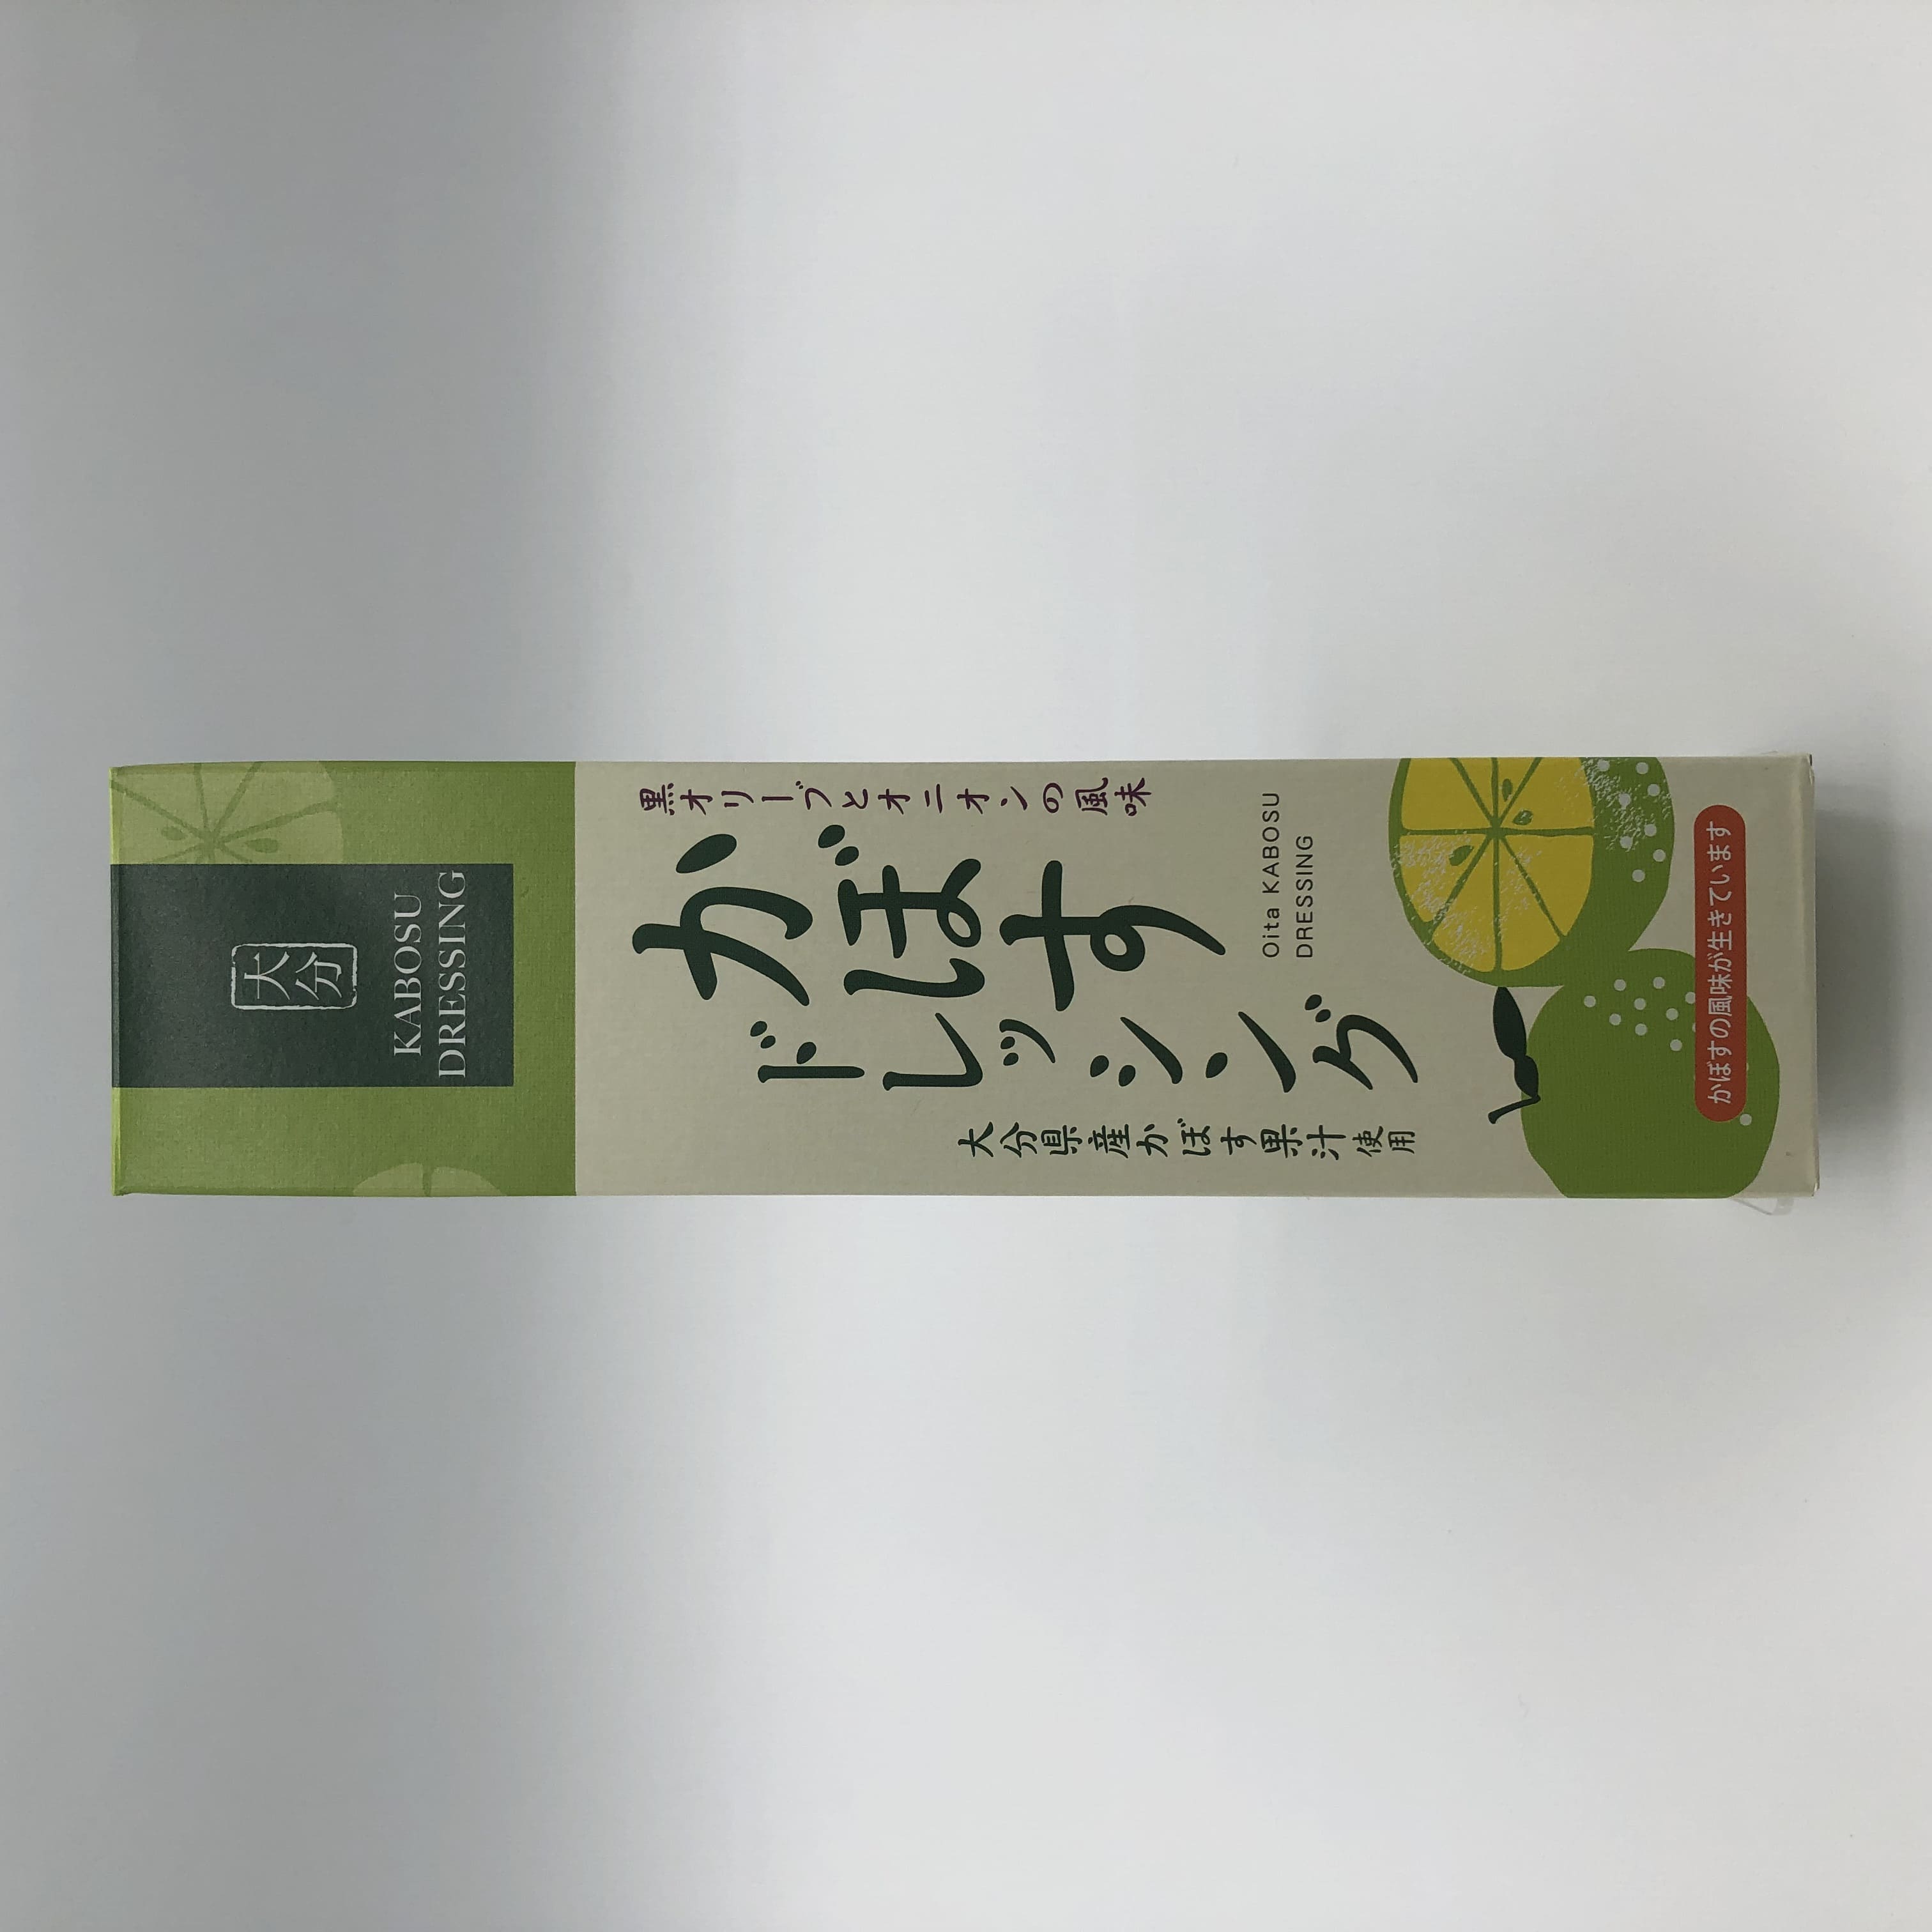 大分
KABOSU
DRESSING
黒オリーブとオニオンの風味
かぼす
ドレッシング
Oita KABOSU
DRESSING
大分県産かぼす果汁使用
かぼすの風味が生きています